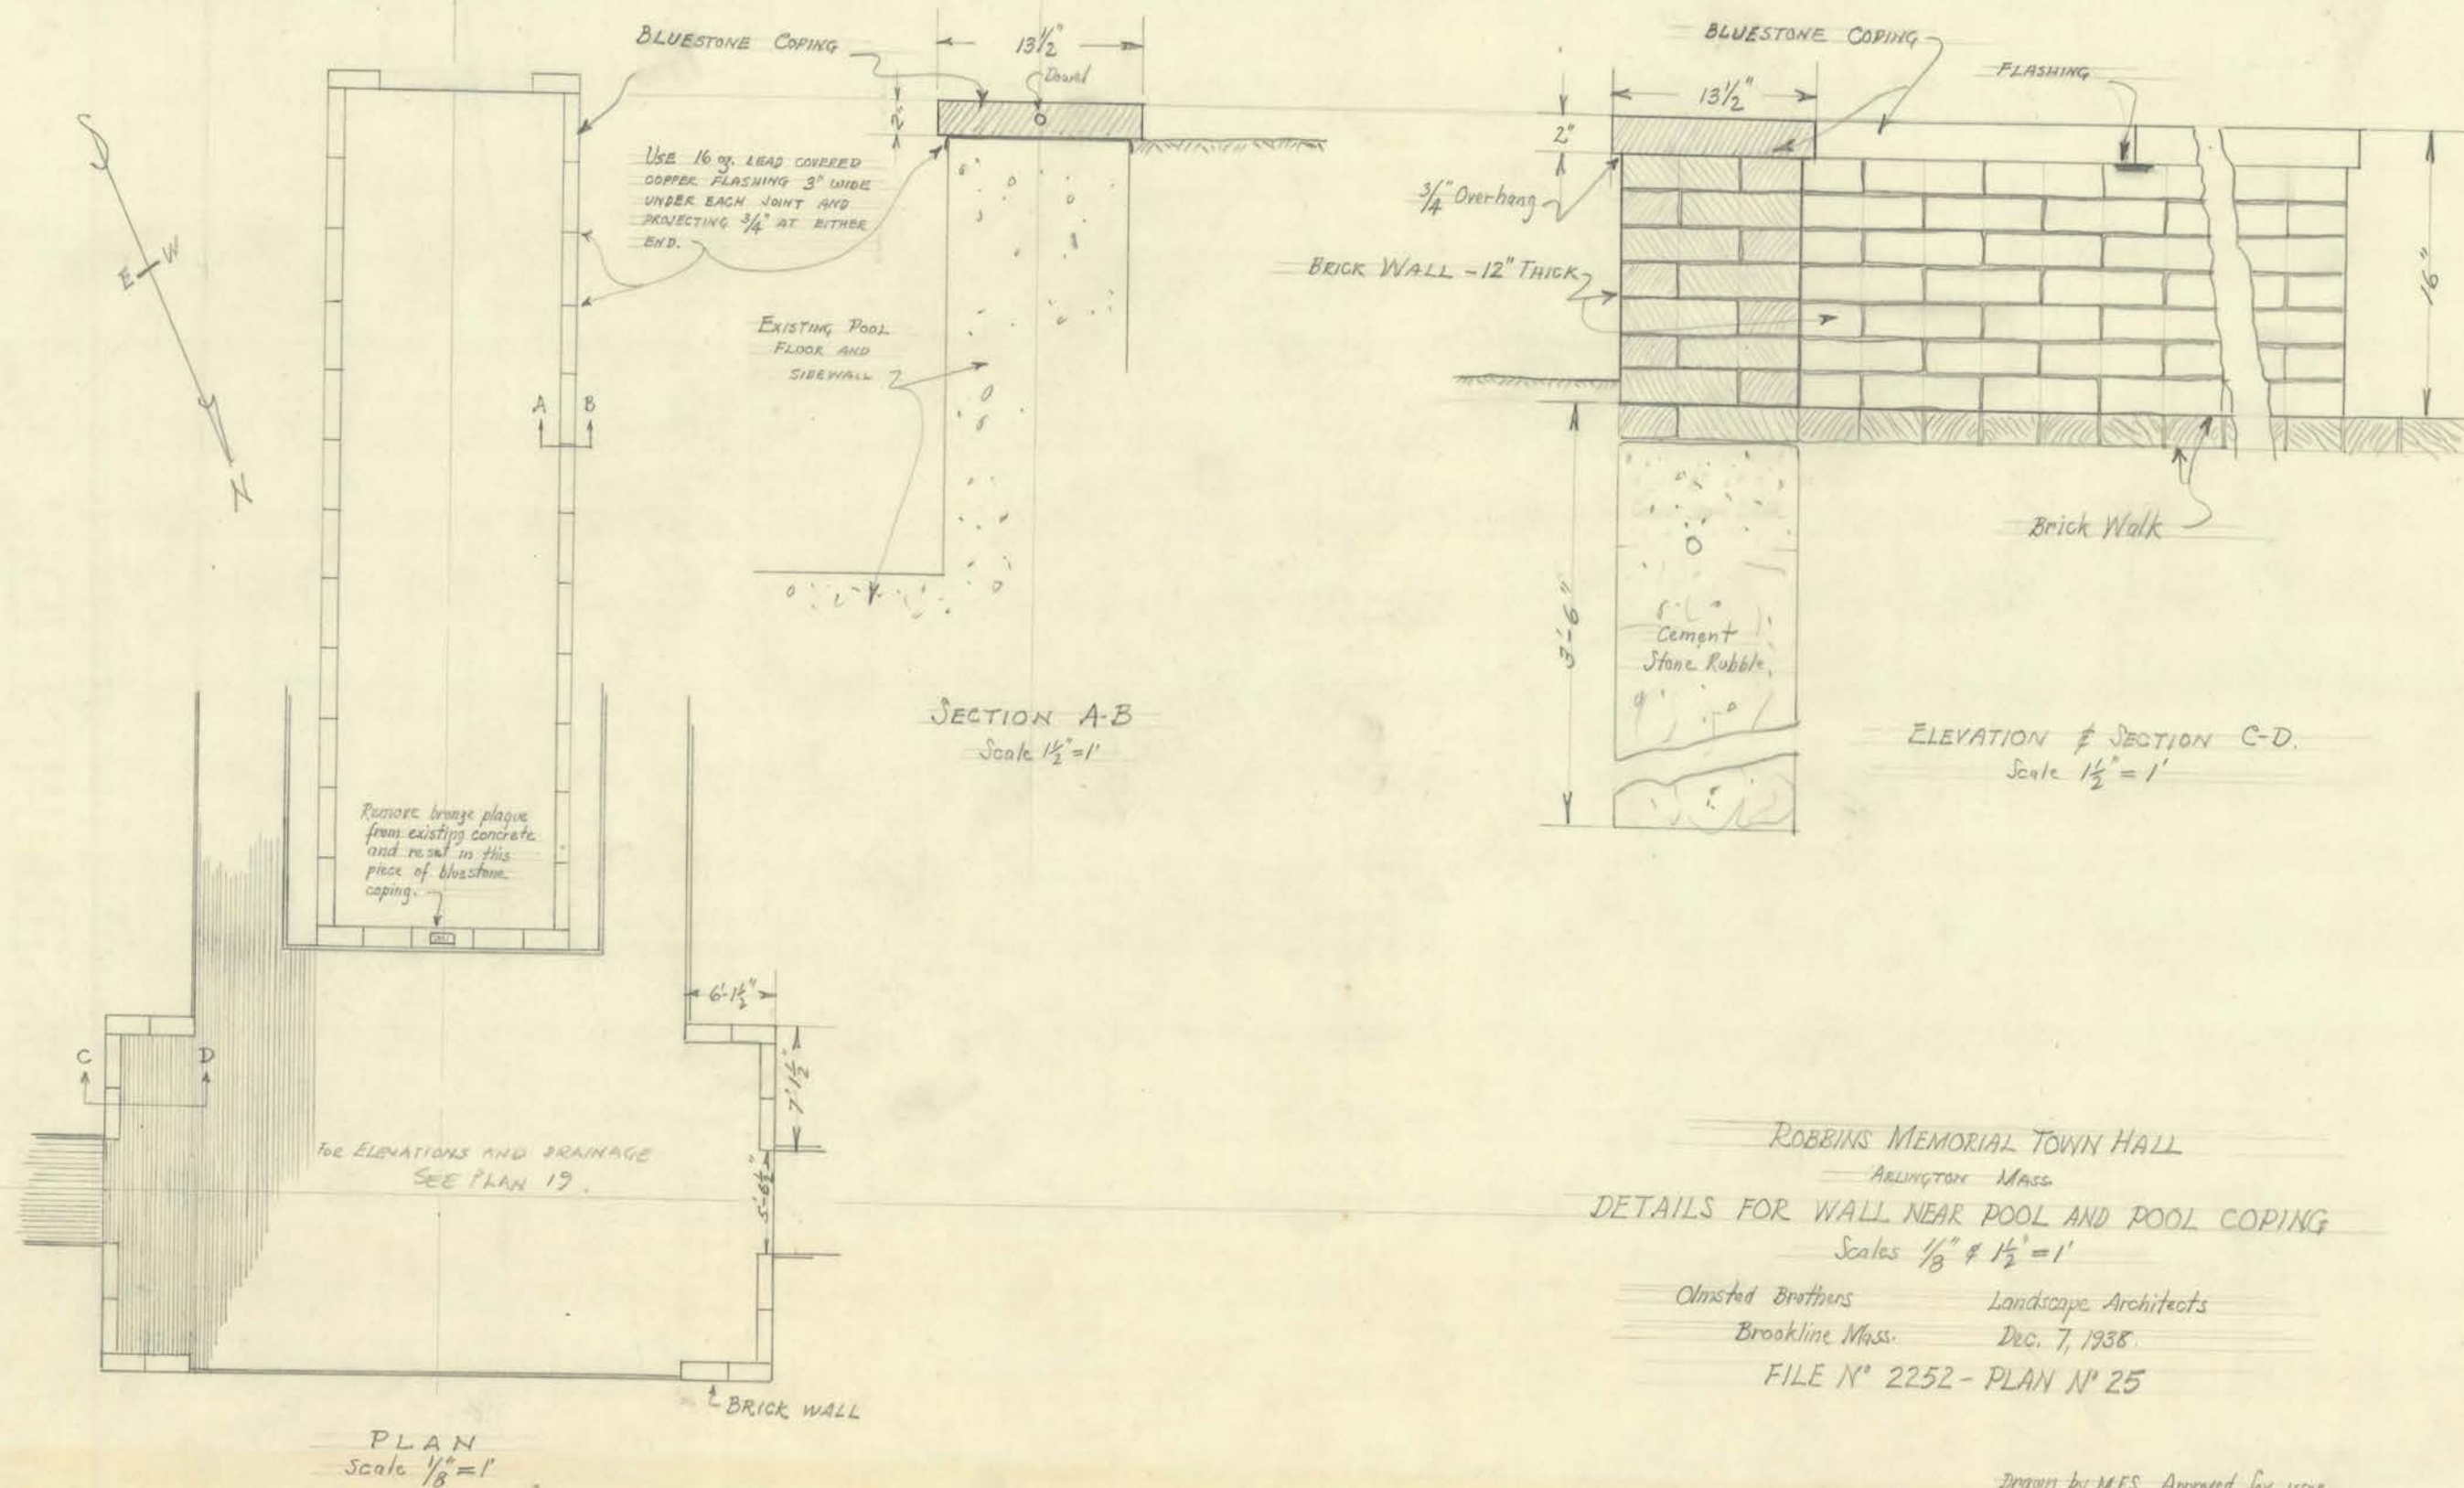 BLUESTONE COPING
13½"
Dowel
2"
USE 16 oz. LEAD COVERED
COPPER FLASHING 3" WIDE
UNDER EACH JOINT AND
PROJECTING ¾" AT EITHER
END.
E W
N
A B
EXISTING POOL
FLOOR AND
SIDEWALL
SECTION A-B
Scale 1½"=1'
Remove bronze plaque
from existing concrete
and reset in this
piece of bluestone
coping.
6'-1½"
7'1½"
5'-6½"
C D
FOR ELEVATIONS AND DRAINAGE
SEE PLAN 19.
BRICK WALL
PLAN
Scale ⅛"=1'
BLUESTONE COPING
FLASHING
13½"
2"
¾" Overhang
BRICK WALL - 12" THICK
16"
3'-6"
Brick Walk
Cement
Stone Rubble
ELEVATION & SECTION C-D.
Scale 1½" = 1'
ROBBINS MEMORIAL TOWN HALL
ARLINGTON MASS.
DETAILS FOR WALL NEAR POOL AND POOL COPING
Scales ⅛" & 1½" = 1'
Olmsted Brothers Landscape Architects
Brookline Mass. Dec. 7, 1938.
FILE Nº 2252 - PLAN Nº 25
Drawn by M.F.S. Approved for